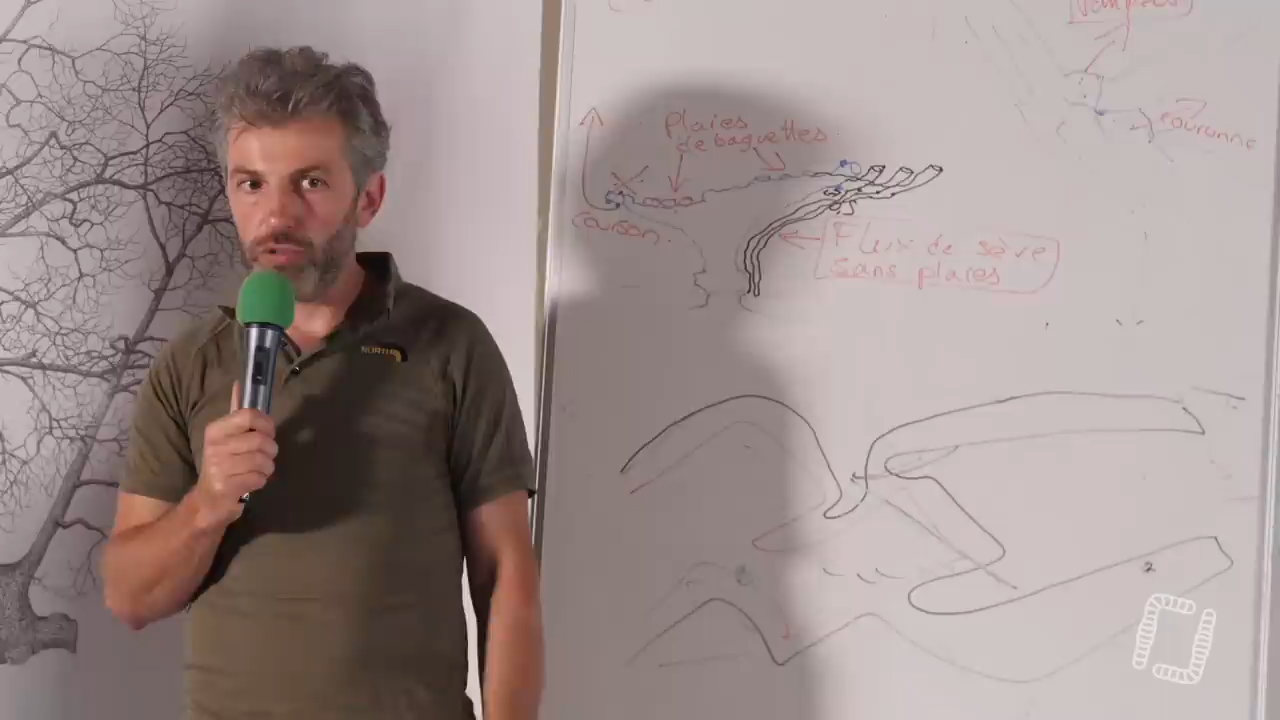 couronne
Plaies
de baguettes
courson
Flux de sève
sans plaies
NORTH